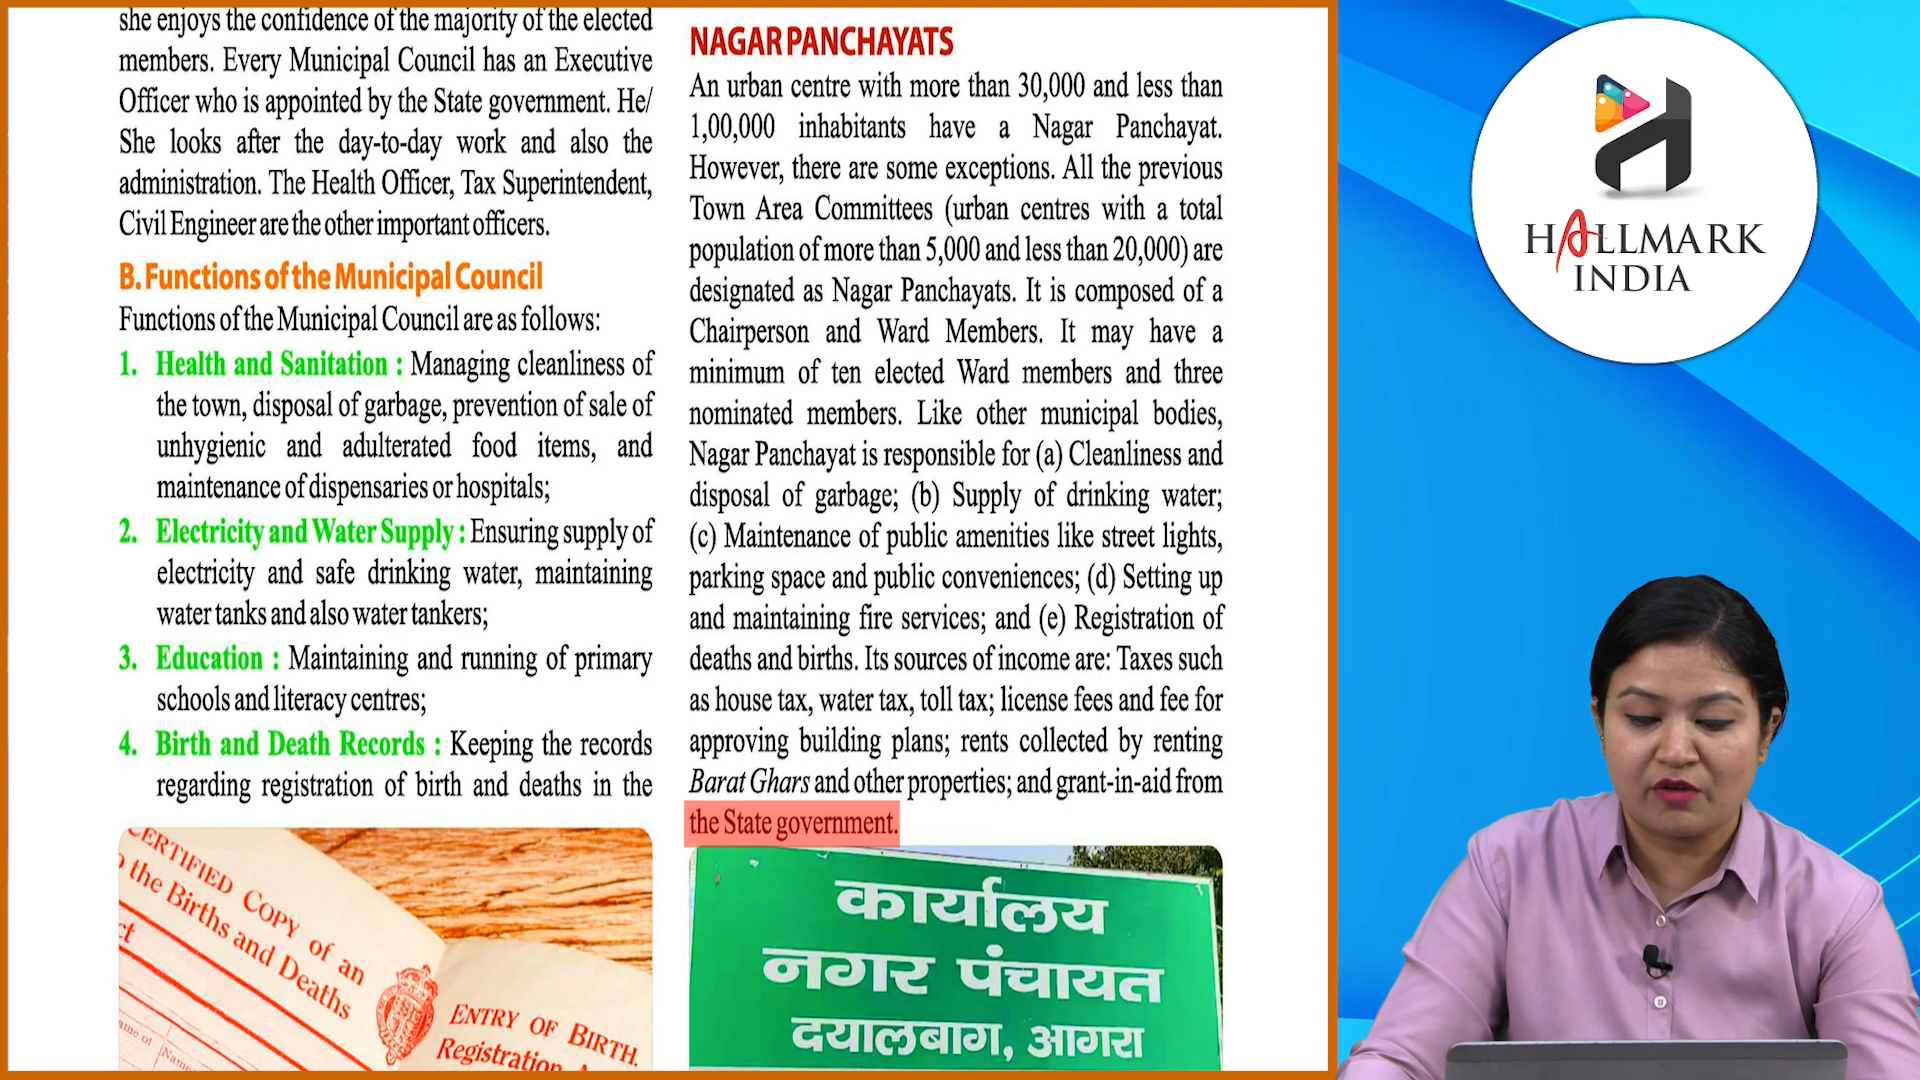 she enjoys the confidence of the majority of the elected
members. Every Municipal Council has an Executive
Officer who is appointed by the State government. He/
She looks after the day-to-day work and also the
administration. The Health Officer, Tax Superintendent,
Civil Engineer are the other important officers.
B. Functions of the Municipal Council
Functions of the Municipal Council are as follows:
1. Health and Sanitation : Managing cleanliness of
the town, disposal of garbage, prevention of sale of
unhygienic and adulterated food items, and
maintenance of dispensaries or hospitals;
2. Electricity and Water Supply : Ensuring supply of
electricity and safe drinking water, maintaining
water tanks and also water tankers;
3. Education : Maintaining and running of primary
schools and literacy centres;
4. Birth and Death Records : Keeping the records
regarding registration of birth and deaths in the
CERTIFIED COPY of an
the Births and Deaths
ct
ame of
Name
ENTRY OF BIRTH.
Registration
NAGAR PANCHAYATS
An urban centre with more than 30,000 and less than
1,00,000 inhabitants have a Nagar Panchayat.
However, there are some exceptions. All the previous
Town Area Committees (urban centres with a total
population of more than 5,000 and less than 20,000) are
designated as Nagar Panchayats. It is composed of a
Chairperson and Ward Members. It may have a
minimum of ten elected Ward members and three
nominated members. Like other municipal bodies,
Nagar Panchayat is responsible for (a) Cleanliness and
disposal of garbage; (b) Supply of drinking water;
(c) Maintenance of public amenities like street lights,
parking space and public conveniences; (d) Setting up
and maintaining fire services; and (e) Registration of
deaths and births. Its sources of income are: Taxes such
as house tax, water tax, toll tax; license fees and fee for
approving building plans; rents collected by renting
Barat Ghars and other properties; and grant-in-aid from
the State government.
कार्यालय
नगर पंचायत
दयालबाग, आगरा
HALLMARK
INDIA